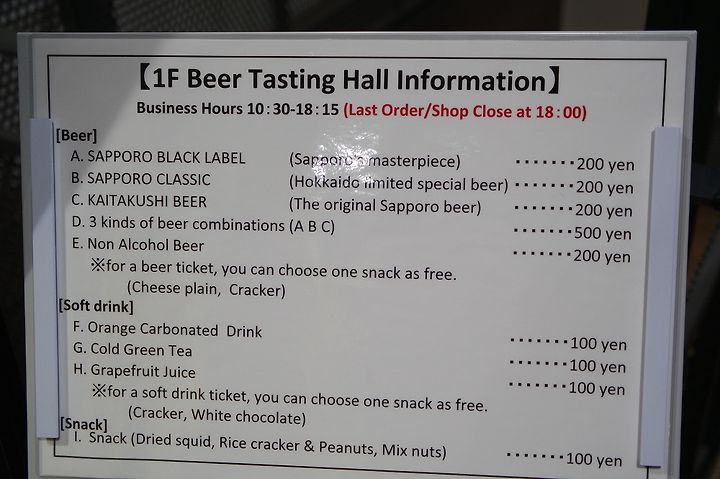 【1F Beer Tasting Hall Information】
Business Hours 10:30-18:15 (Last Order/Shop Close at 18:00)
[Beer]
A. SAPPORO BLACK LABEL (Sapporo's masterpiece) ・・・・・・・200 yen
B. SAPPORO CLASSIC (Hokkaido limited special beer) ・・・・・・・200 yen
C. KAITAKUSHI BEER (The original Sapporo beer) ・・・・・・・200 yen
D. 3 kinds of beer combinations (A B C) ・・・・・・・500 yen
E. Non Alcohol Beer ・・・・・・・200 yen
※for a beer ticket, you can choose one snack as free.
(Cheese plain, Cracker)
[Soft drink]
F. Orange Carbonated Drink ・・・・・・・100 yen
G. Cold Green Tea ・・・・・・・100 yen
H. Grapefruit Juice ・・・・・・・100 yen
※for a soft drink ticket, you can choose one snack as free.
(Cracker, White chocolate)
[Snack]
I. Snack (Dried squid, Rice cracker & Peanuts, Mix nuts) ・・・・・・・100 yen